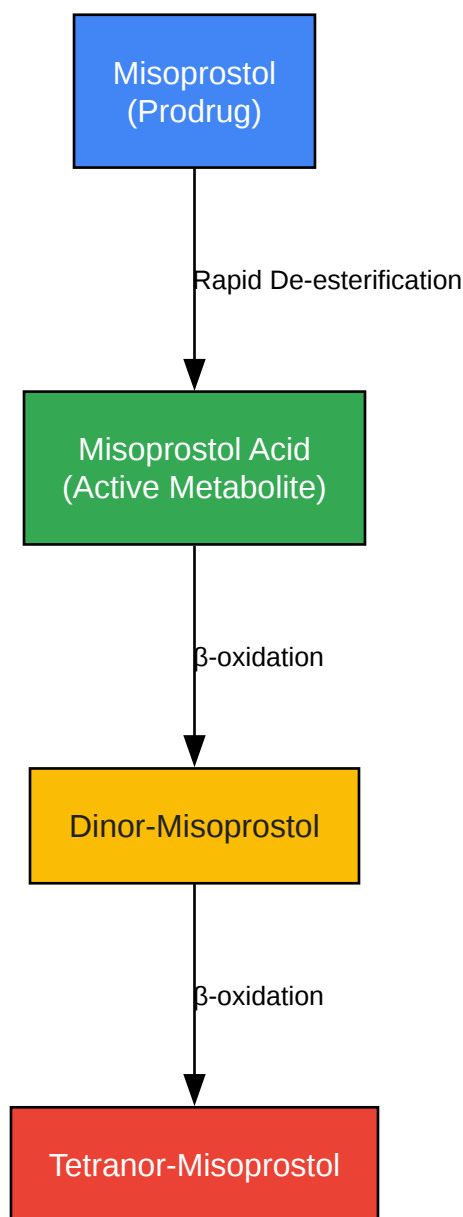 Misoprostol
(Prodrug)
Rapid De-esterification
Misoprostol Acid
(Active Metabolite)
β-oxidation
Dinor-Misoprostol
β-oxidation
Tetranor-Misoprostol